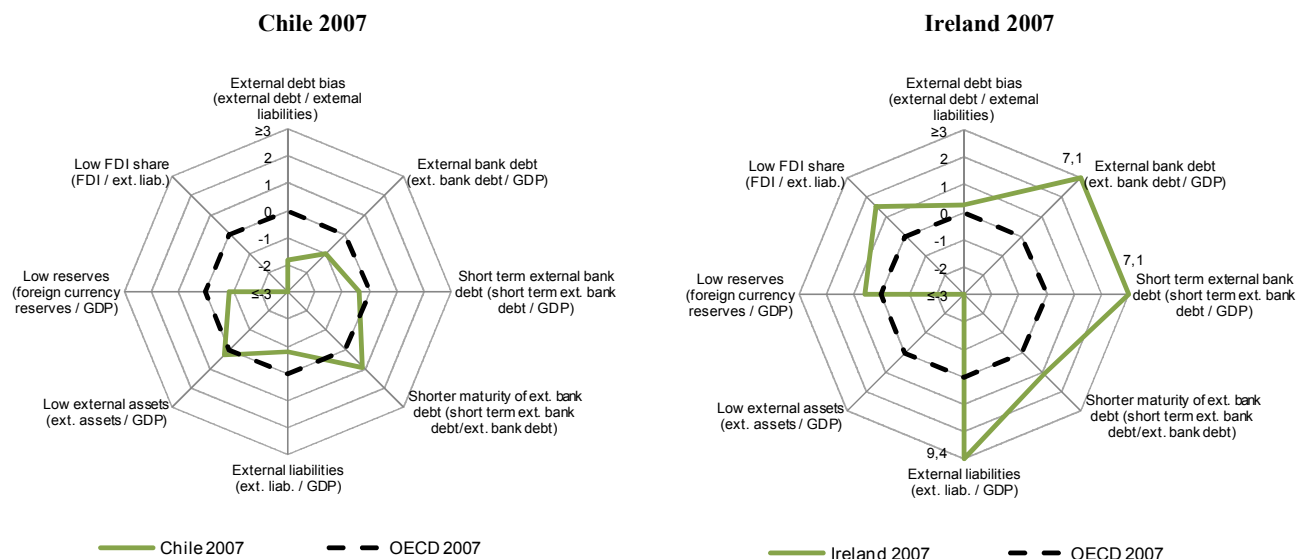 Chile 2007
External debt bias
(external debt / external
liabilities)
≥3
2
1
0
-1
-2
≤-3
External bank debt
(ext. bank debt / GDP)
Short term external bank
debt (short term ext. bank
debt / GDP)
Shorter maturity of ext. bank
debt (short term ext. bank
debt/ext. bank debt)
External liabilities
(ext. liab. / GDP)
Low external assets
(ext. assets / GDP)
Low reserves
(foreign currency
reserves / GDP)
Low FDI share
(FDI / ext. liab.)
Chile 2007
OECD 2007
Ireland 2007
External debt bias
(external debt / external
liabilities)
≥3
2
1
0
-1
-2
≤-3
7,1
External bank debt
(ext. bank debt / GDP)
7,1
Short term external bank
debt (short term ext. bank
debt / GDP)
Shorter maturity of ext. bank
debt (short term ext. bank
debt/ext. bank debt)
9,4
External liabilities
(ext. liab. / GDP)
Low external assets
(ext. assets / GDP)
Low reserves
(foreign currency
reserves / GDP)
Low FDI share
(FDI / ext. liab.)
Ireland 2007
OECD 2007